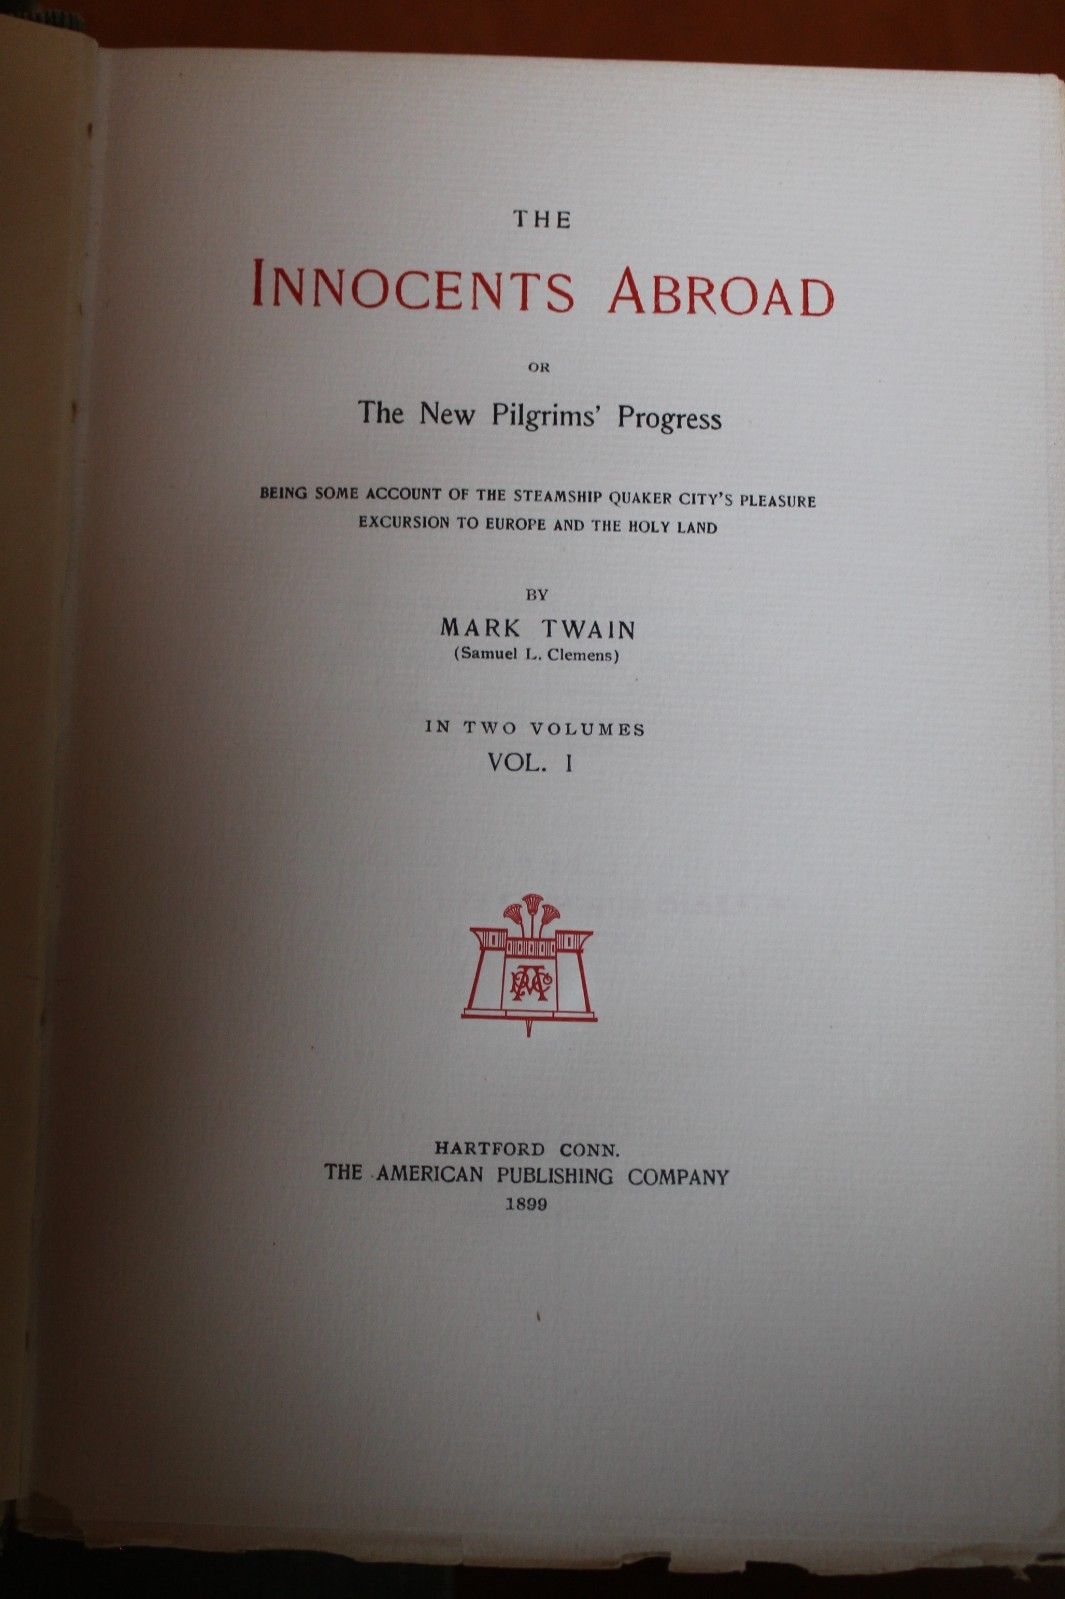 THE
INNOCENTS ABROAD
OR
The New Pilgrims' Progress
BEING SOME ACCOUNT OF THE STEAMSHIP QUAKER CITY'S PLEASURE
EXCURSION TO EUROPE AND THE HOLY LAND
BY
MARK TWAIN
(Samuel L. Clemens)
IN TWO VOLUMES
VOL. I
HARTFORD CONN.
THE AMERICAN PUBLISHING COMPANY
1899